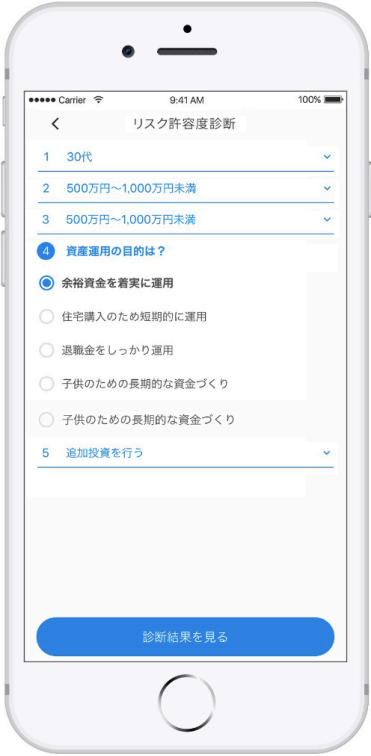 Carrier 9:41 AM 100%
リスク許容度診断
1 30代
2 500万円〜1,000万円未満
3 500万円〜1,000万円未満
4 資産運用の目的は？
余裕資金を着実に運用
住宅購入のため短期的に運用
退職金をしっかり運用
子供のための長期的な資金づくり
子供のための長期的な資金づくり
5 追加投資を行う
診断結果を見る